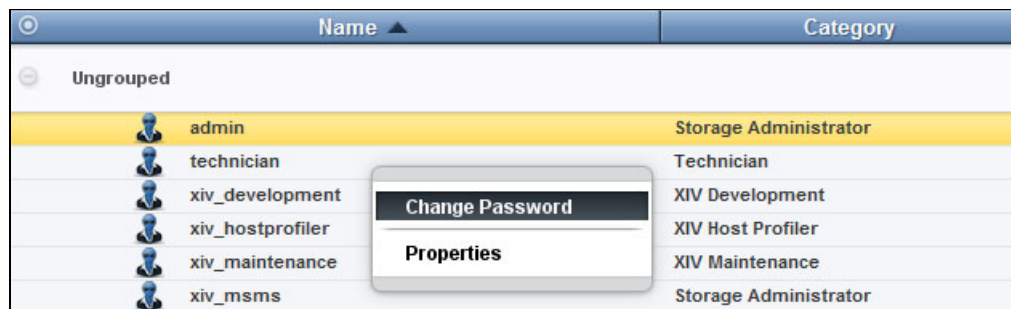 Name Category
Ungrouped
admin Storage Administrator
technician Technician
xiv_development XIV Development
Change Password
xiv_hostprofiler XIV Host Profiler
Properties
xiv_maintenance XIV Maintenance
xiv_msms Storage Administrator